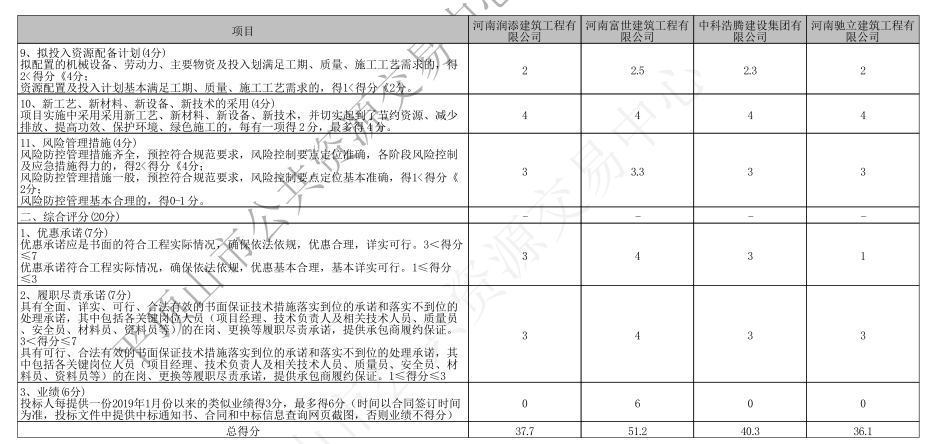 项目
河南润添建筑工程有
限公司
河南富世建筑工程有
限公司
中科浩腾建设集团有
限公司
河南驰立建筑工程有
限公司
9、拟投入资源配备计划(4分)
拟配置的机械设备、劳动力、主要物资及投入划满足工期、质量、施工工艺需求的，得
2<得分《4分；
资源配置及投入计划基本满足工期、质量、施工工艺需求的，得1<得分《2分。
2 2.5 2.3 2
10、新工艺、新材料、新设备、新技术的采用(4分)
项目实施中采用采用新工艺、新材料、新设备、新技术，并切实起到了节约资源、减少
排放、提高功效、保护环境、绿色施工的，每有一项得2分，最多得4分。
4 4 4 4
11、风险管理措施(4分)
风险防控管理措施齐全，预控符合规范要求，风险控制要点定位准确，各阶段风险控制
及应急措施得力的，得2<得分《4分；
风险防控管理措施一般，预控符合规范要求，风险控制要点定位基本准确，得1<得分《
2分；
风险防控管理基本合理的，得0-1分。
3 3.3 3 3
二、综合评分(20分)
– – – –
1、优惠承诺(7分)
优惠承诺应是书面的符合工程实际情况，确保依法依规，优惠合理，详实可行。3＜得分
≤7
优惠承诺符合工程实际情况，确保依法依规，优惠基本合理，基本详实可行。1≤得分
≤3
3 4 3 1
2、履职尽责承诺(7分)
具有全面、详实、可行、合法有效的书面保证技术措施落实到位的承诺和落实不到位的
处理承诺，其中包括各关键岗位人员（项目经理、技术负责人及相关技术人员、质量员
、安全员、材料员、资料员等）的在岗、更换等履职尽责承诺，提供承包商履约保证。
3<得分≤7
具有可行、合法有效的书面保证技术措施落实到位的承诺和落实不到位的处理承诺，其
中包括各关键岗位人员（项目经理、技术负责人及相关技术人员、质量员、安全员、材
料员、资料员等）的在岗、更换等履职尽责承诺，提供承包商履约保证。1≤得分≤3
3 4 3 3
3、业绩(6分)
投标人每提供一份2019年1月份以来的类似业绩得3分，最多得6分（时间以合同签订时间
为准，投标文件中提供中标通知书、合同和中标信息查询网页截图，否则业绩不得分）
0 6 0 0
总得分 37.7 51.2 40.3 36.1
平顶山市公共资源交易中心
公共资源交易中心